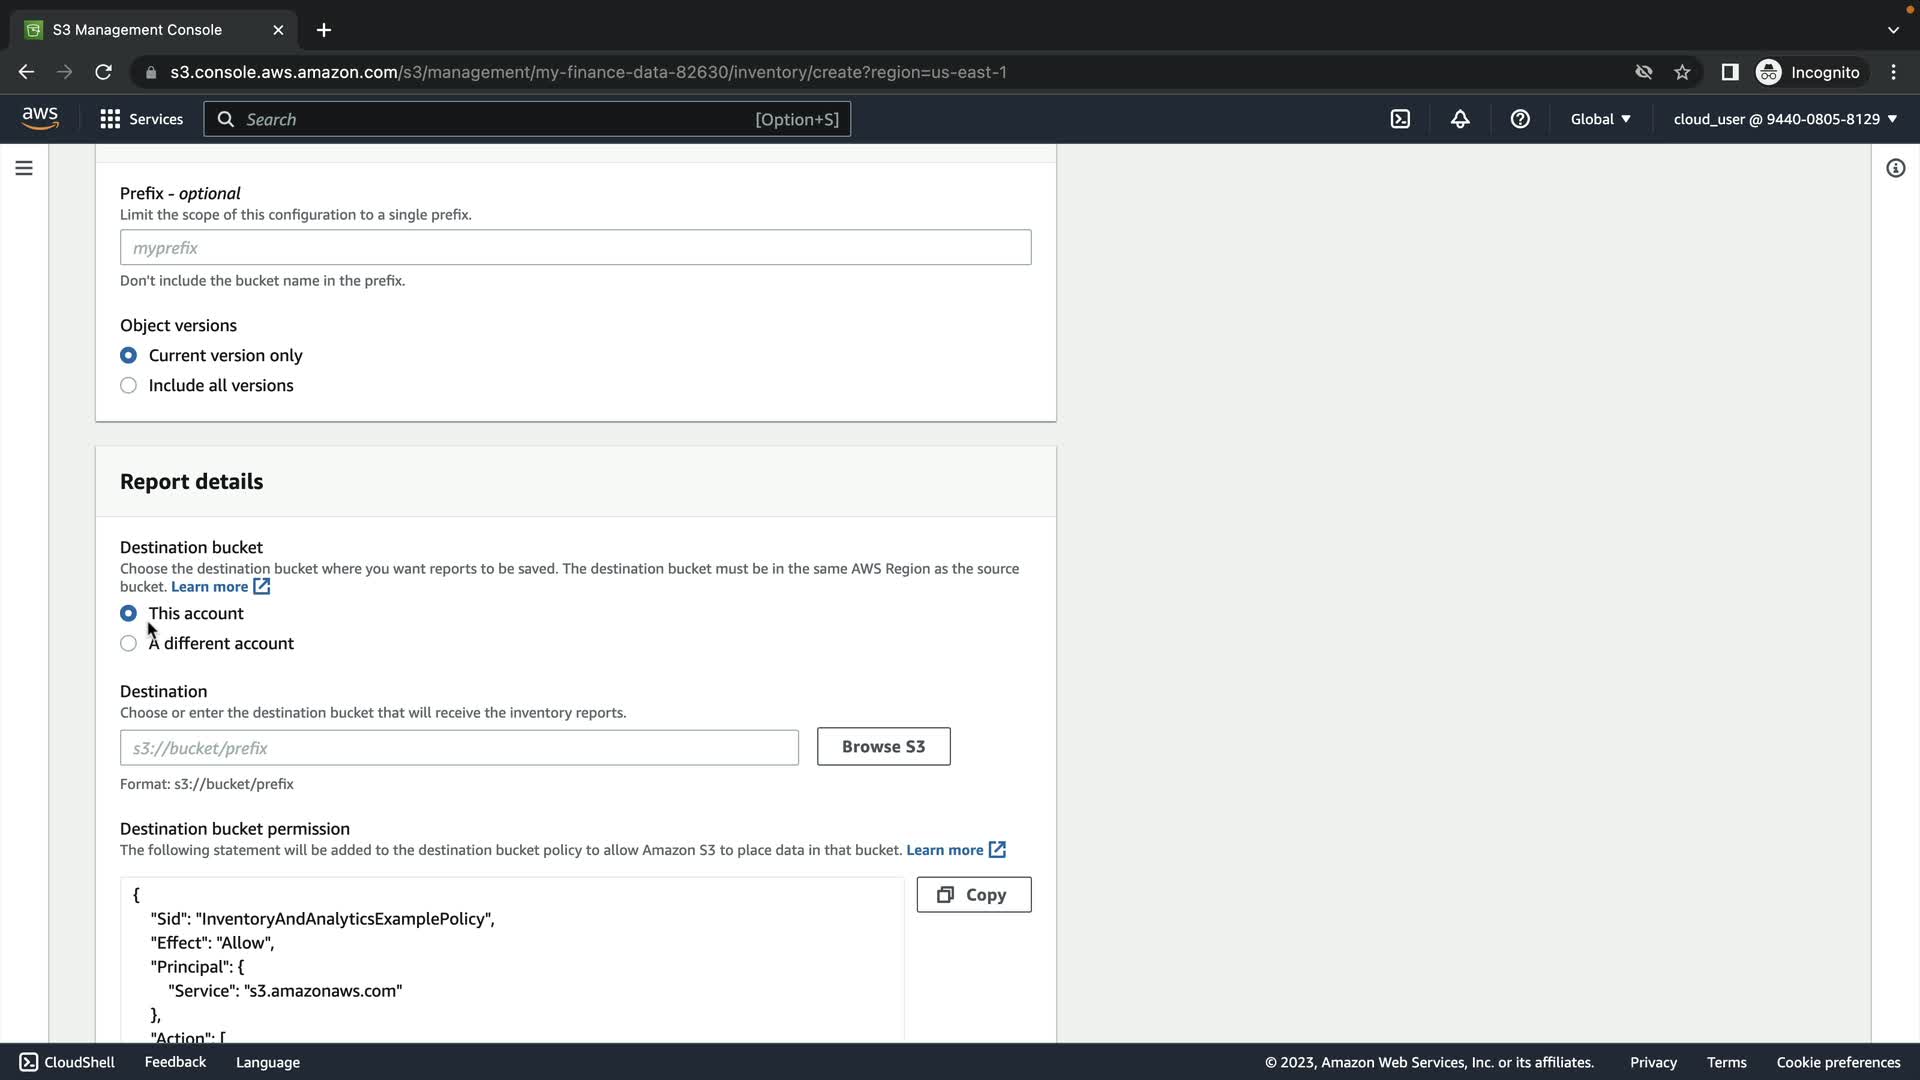 S3 Management Console
s3.console.aws.amazon.com/s3/management/my-finance-data-82630/inventory/create?region=us-east-1
Incognito
aws
Services
Search
[Option+S]
Global
cloud_user @ 9440-0805-8129
Prefix - optional
Limit the scope of this configuration to a single prefix.
myprefix
Don't include the bucket name in the prefix.
Object versions
Current version only
Include all versions
Report details
Destination bucket
Choose the destination bucket where you want reports to be saved. The destination bucket must be in the same AWS Region as the source
bucket. Learn more
This account
A different account
Destination
Choose or enter the destination bucket that will receive the inventory reports.
s3://bucket/prefix
Browse S3
Format: s3://bucket/prefix
Destination bucket permission
The following statement will be added to the destination bucket policy to allow Amazon S3 to place data in that bucket. Learn more
{
"Sid": "InventoryAndAnalyticsExamplePolicy",
"Effect": "Allow",
"Principal": {
"Service": "s3.amazonaws.com"
},
"Action": [
Copy
CloudShell
Feedback
Language
© 2023, Amazon Web Services, Inc. or its affiliates.
Privacy
Terms
Cookie preferences